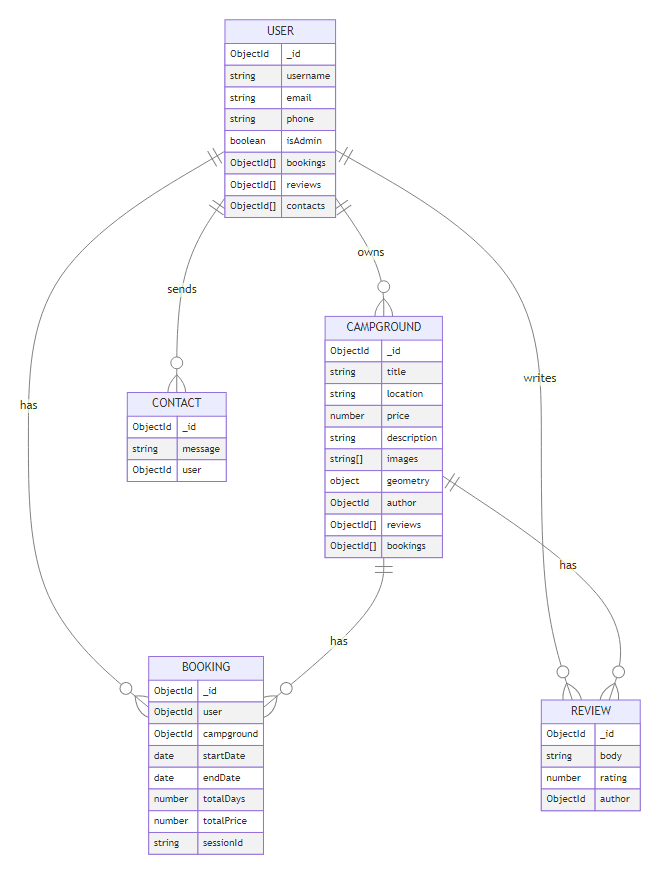 USER
ObjectId _id
string username
string email
string phone
boolean isAdmin
ObjectId[] bookings
ObjectId[] reviews
ObjectId[] contacts
owns
sends
CAMPGROUND
ObjectId _id
string title
string location
number price
string description
string[] images
object geometry
ObjectId author
ObjectId[] reviews
ObjectId[] bookings
writes
has
CONTACT
ObjectId _id
string message
ObjectId user
has
has
BOOKING
ObjectId _id
ObjectId user
ObjectId campground
date startDate
date endDate
number totalDays
number totalPrice
string sessionId
REVIEW
ObjectId _id
string body
number rating
ObjectId author